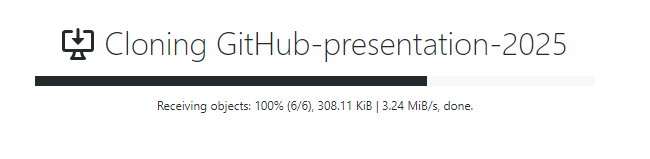 Cloning GitHub-presentation-2025
Receiving objects: 100% (6/6), 308.11 KiB | 3.24 MiB/s, done.